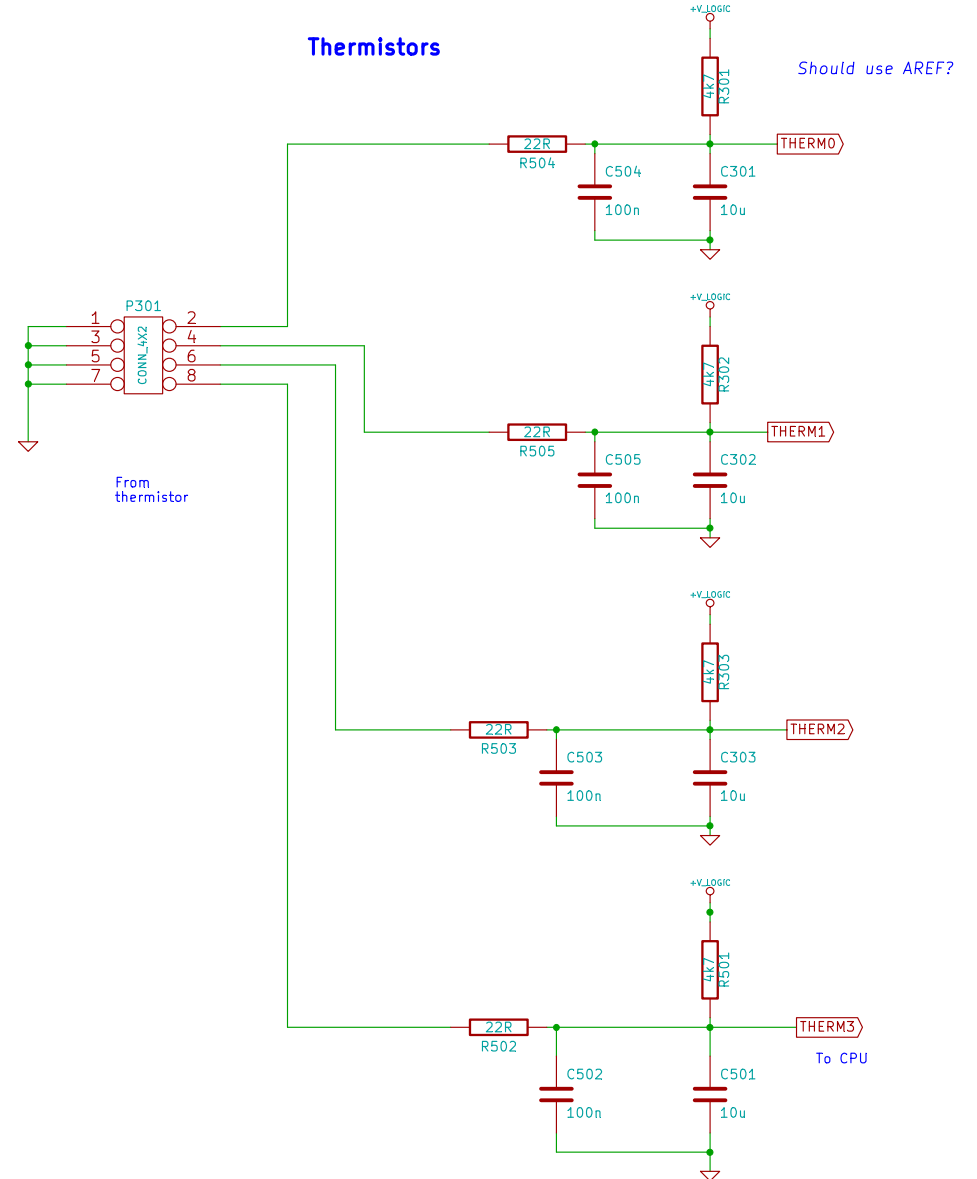 +V_LOGIC
Thermistors
Should use AREF?
4k7
R301
22R
THERM0
R504
C504
C301
100n
10u
+V_LOGIC
P301
1
2
3
4
5
6
7
8
CONN_4X2
4k7
R302
22R
THERM1
R505
C505
C302
From
thermistor
100n
10u
+V_LOGIC
4k7
R303
22R
THERM2
R503
C503
C303
100n
10u
+V_LOGIC
4k7
R501
22R
THERM3
R502
To CPU
C502
C501
100n
10u